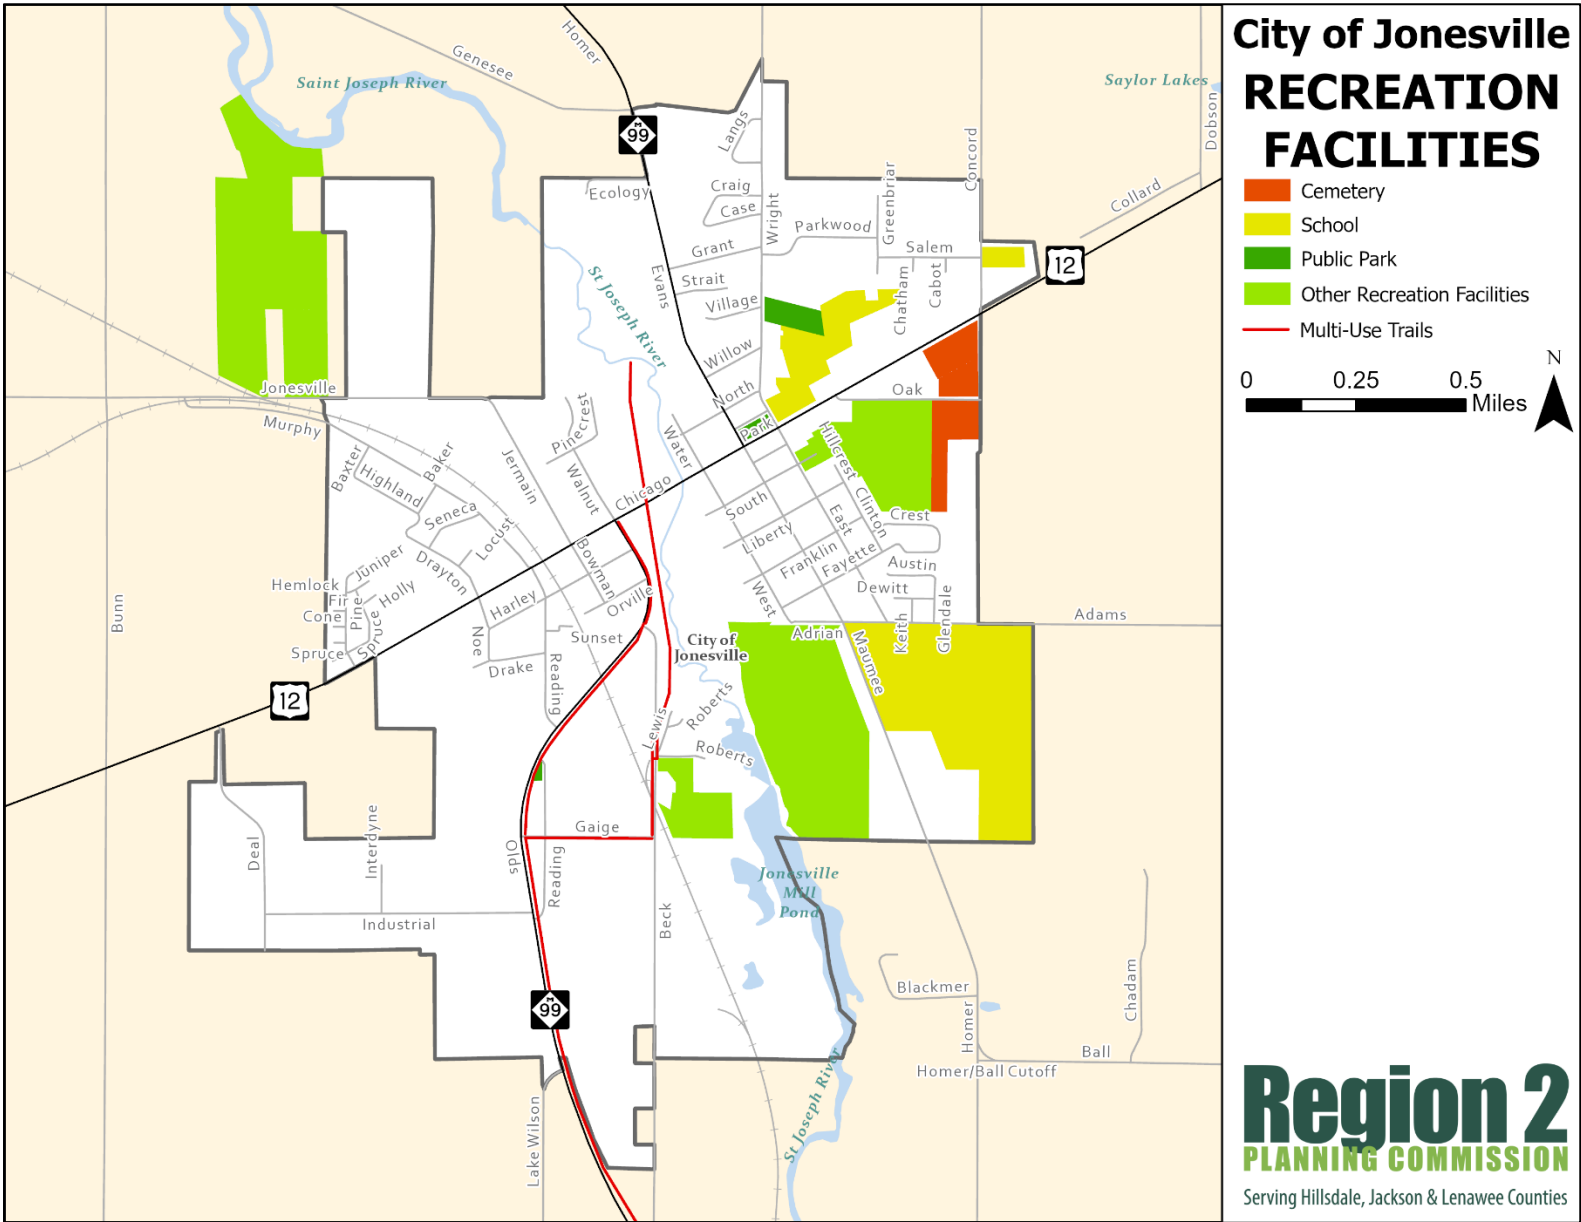 City of Jonesville
RECREATION
FACILITIES
Cemetery
School
Public Park
Other Recreation Facilities
Multi-Use Trails
0 0.25 0.5
Miles
N
Region 2
PLANNING COMMISSION
Serving Hillsdale, Jackson & Lenawee Counties
Genesee
Homer
Saint Joseph River
Saylor Lakes
Dobson
M
99
Langs
Concord
Ecology
Craig
Case
Wright
Greenbriar
Collard
Parkwood
Grant
Salem
12
Evans
Strait
Village
Chatham
Cabot
St Joseph River
Willow
North
Park
Oak
Jonesville
Murphy
Pinecrest
Water
Hillcrest
Baxter
Highland
Baker
Jermain
Walnut
Chicago
South
Clinton
East
Crest
Seneca
Locust
Liberty
Franklin
Fayette
Austin
Juniper
Drayton
Bowman
Hemlock
Fir
Holly
Pine
Cone
Harley
Orville
West
Dewitt
Keith
Glendale
Adams
Bunn
Spruce
Spruce
Noe
Sunset
City of
Jonesville
Adrian
Maumee
Drake
Reading
12
Lewis
Roberts
Roberts
Deal
Interdyne
Gaige
Olds
Reading
Jonesville
Mill
Pond
Industrial
Beck
M
99
Blackmer
Homer
Chadam
Ball
Homer/Ball Cutoff
Lake Wilson
St Joseph River